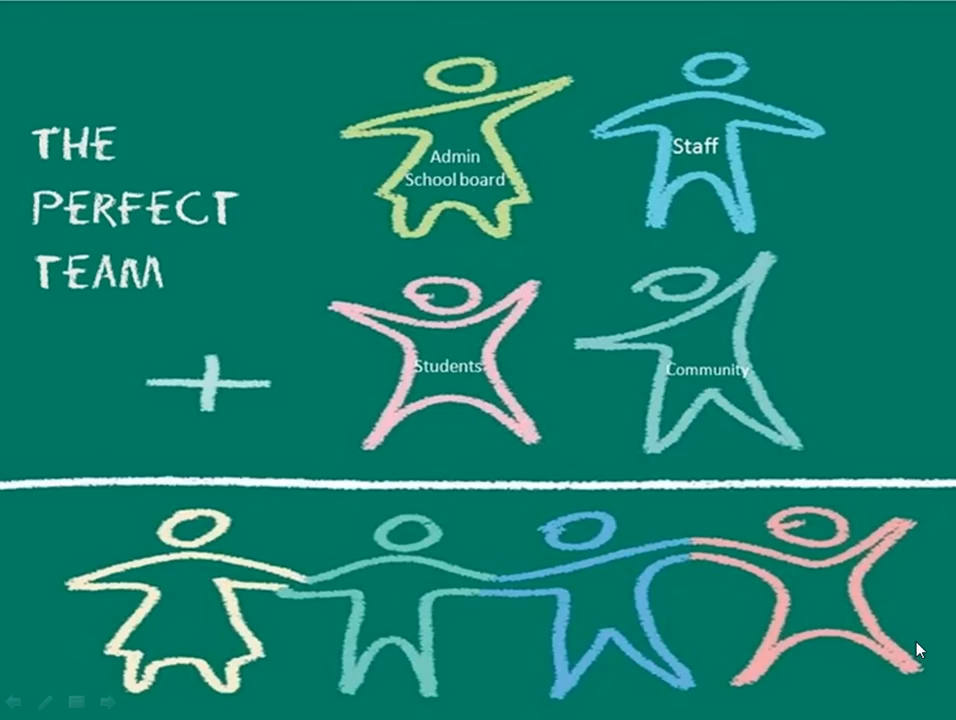 THE
PERFECT
TEAM
+
Admin
School board
Staff
Students
Community